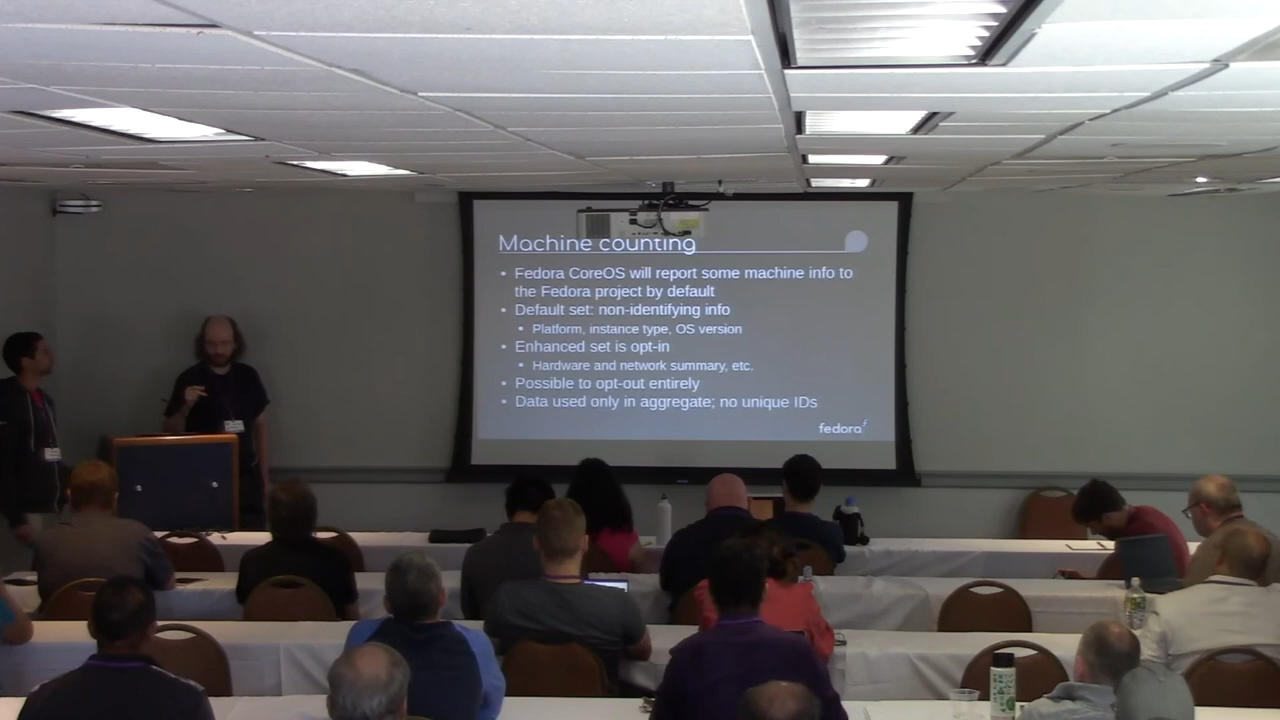 Machine counting
• Fedora CoreOS will report some machine info to
the Fedora project by default
• Default set: non-identifying info
• Platform, instance type, OS version
• Enhanced set is opt-in
• Hardware and network summary, etc.
• Possible to opt-out entirely
• Data used only in aggregate; no unique IDs
fedora